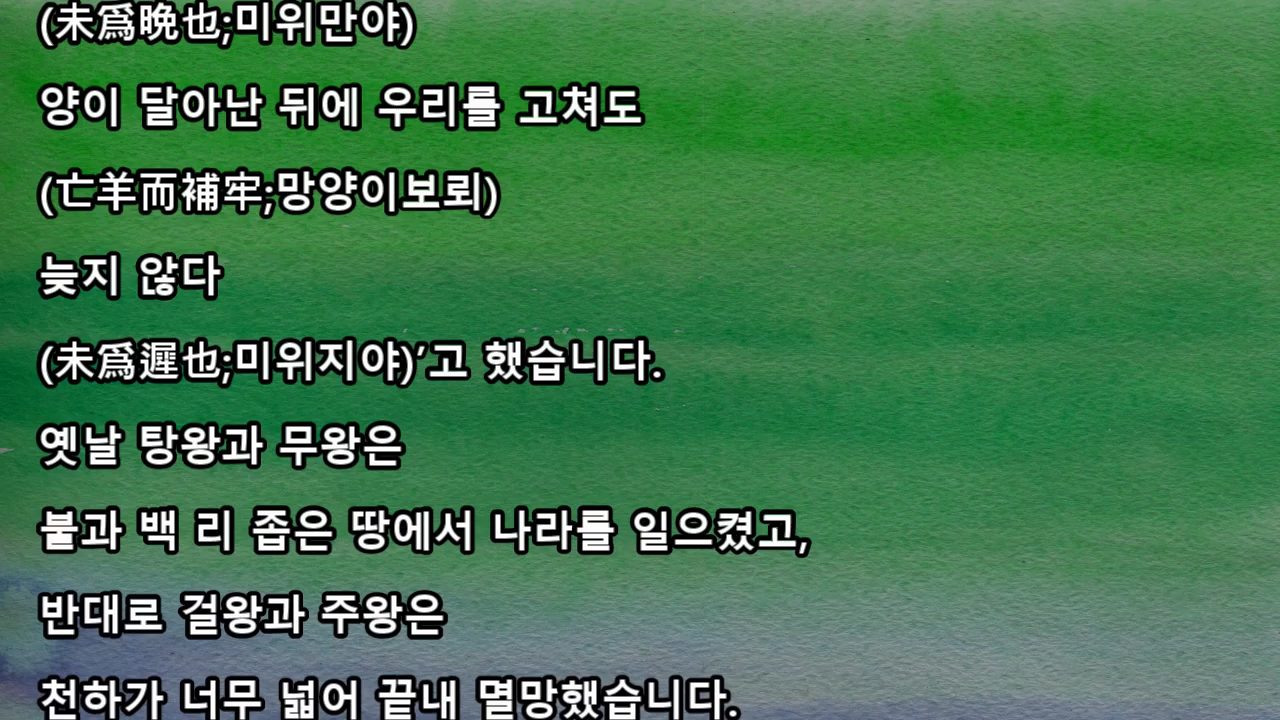 (未爲晩也;미위만야)
양이 달아난 뒤에 우리를 고쳐도
(亡羊而補牢;망양이보뢰)
늦지 않다
(未爲遲也;미위지야)’고 했습니다.
옛날 탕왕과 무왕은
붙과 백 리 좁은 땅에서 나라를 일으켰고,
반대로 걸왕과 주왕은
천하가 너무 넓어 끝내 멸망했습니다.